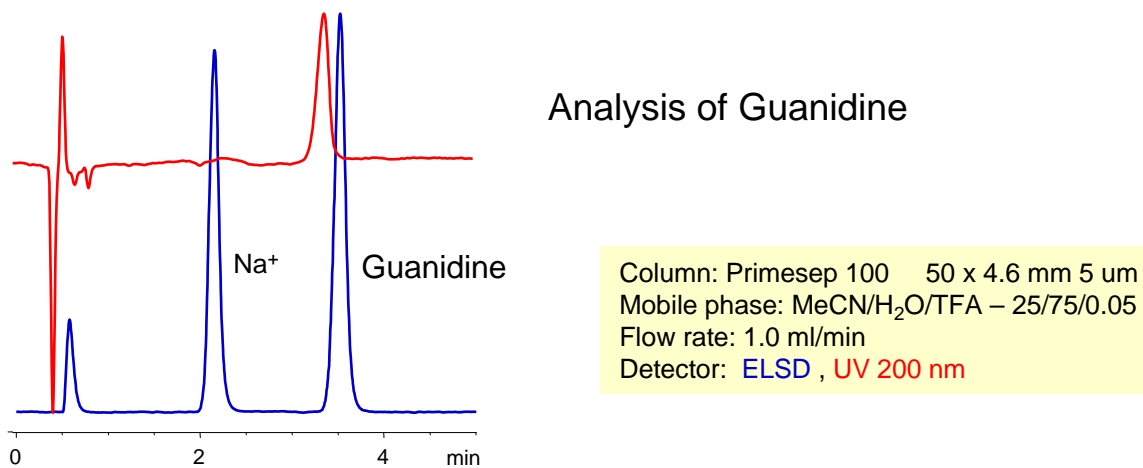 Analysis of Guanidine
Na⁺
Guanidine
Column: Primesep 100 50 x 4.6 mm 5 um
Mobile phase: MeCN/H₂O/TFA – 25/75/0.05
Flow rate: 1.0 ml/min
Detector: ELSD , UV 200 nm
0 2 4 min